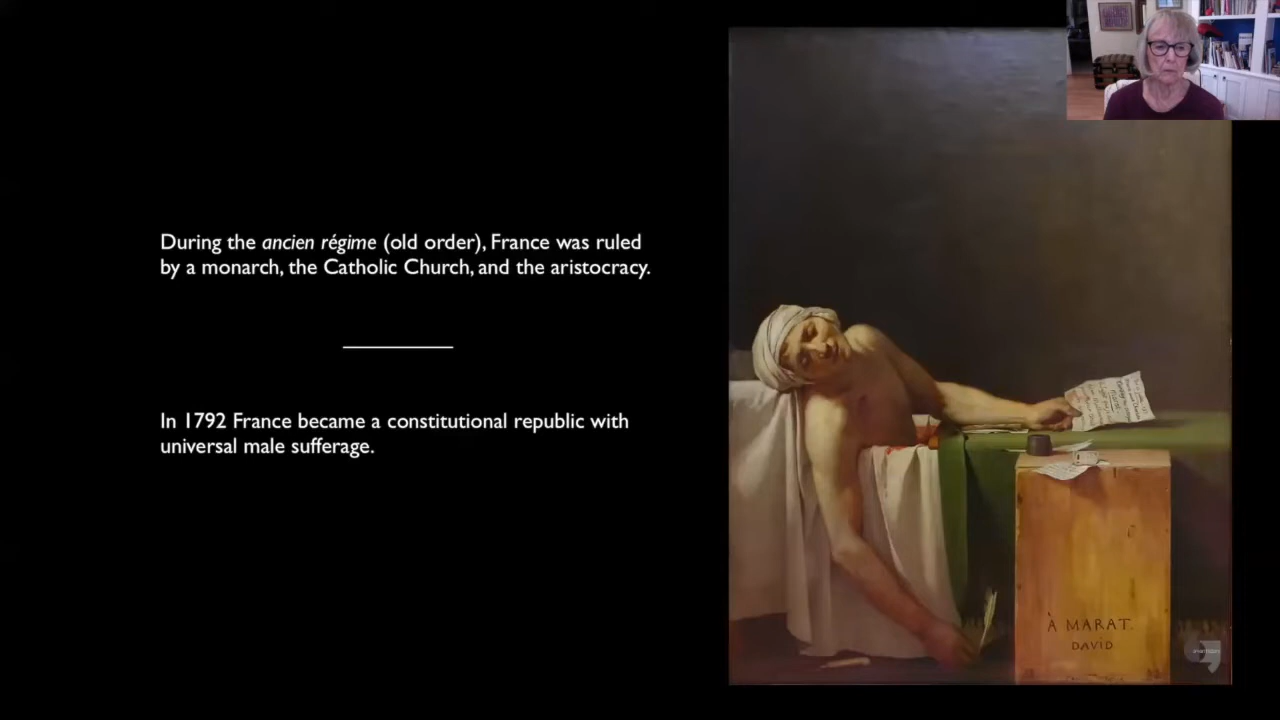 During the ancien régime (old order), France was ruled
by a monarch, the Catholic Church, and the aristocracy.
In 1792 France became a constitutional republic with
universal male sufferage.
À MARAT.
DAVID